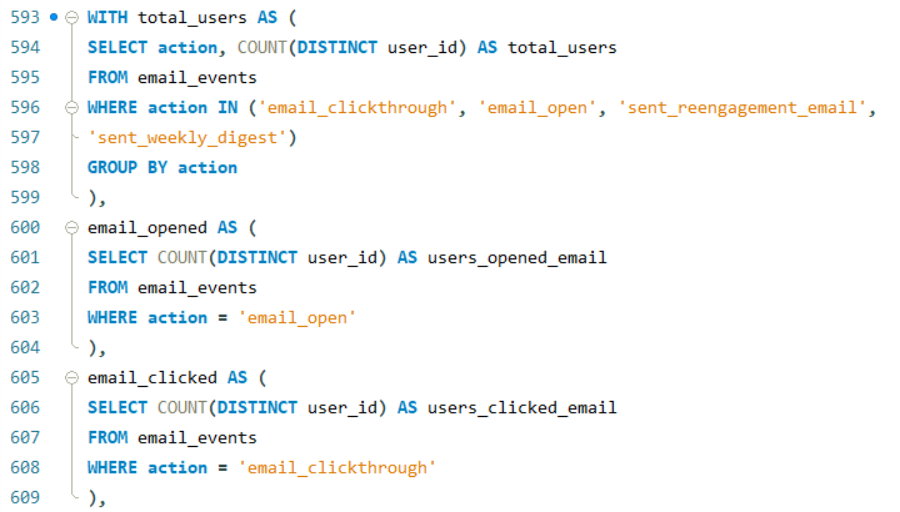 593 WITH total_users AS (
594 SELECT action, COUNT(DISTINCT user_id) AS total_users
595 FROM email_events
596 WHERE action IN ('email_clickthrough', 'email_open', 'sent_reengagement_email',
597 'sent_weekly_digest')
598 GROUP BY action
599 ),
600 email_opened AS (
601 SELECT COUNT(DISTINCT user_id) AS users_opened_email
602 FROM email_events
603 WHERE action = 'email_open'
604 ),
605 email_clicked AS (
606 SELECT COUNT(DISTINCT user_id) AS users_clicked_email
607 FROM email_events
608 WHERE action = 'email_clickthrough'
609 ),